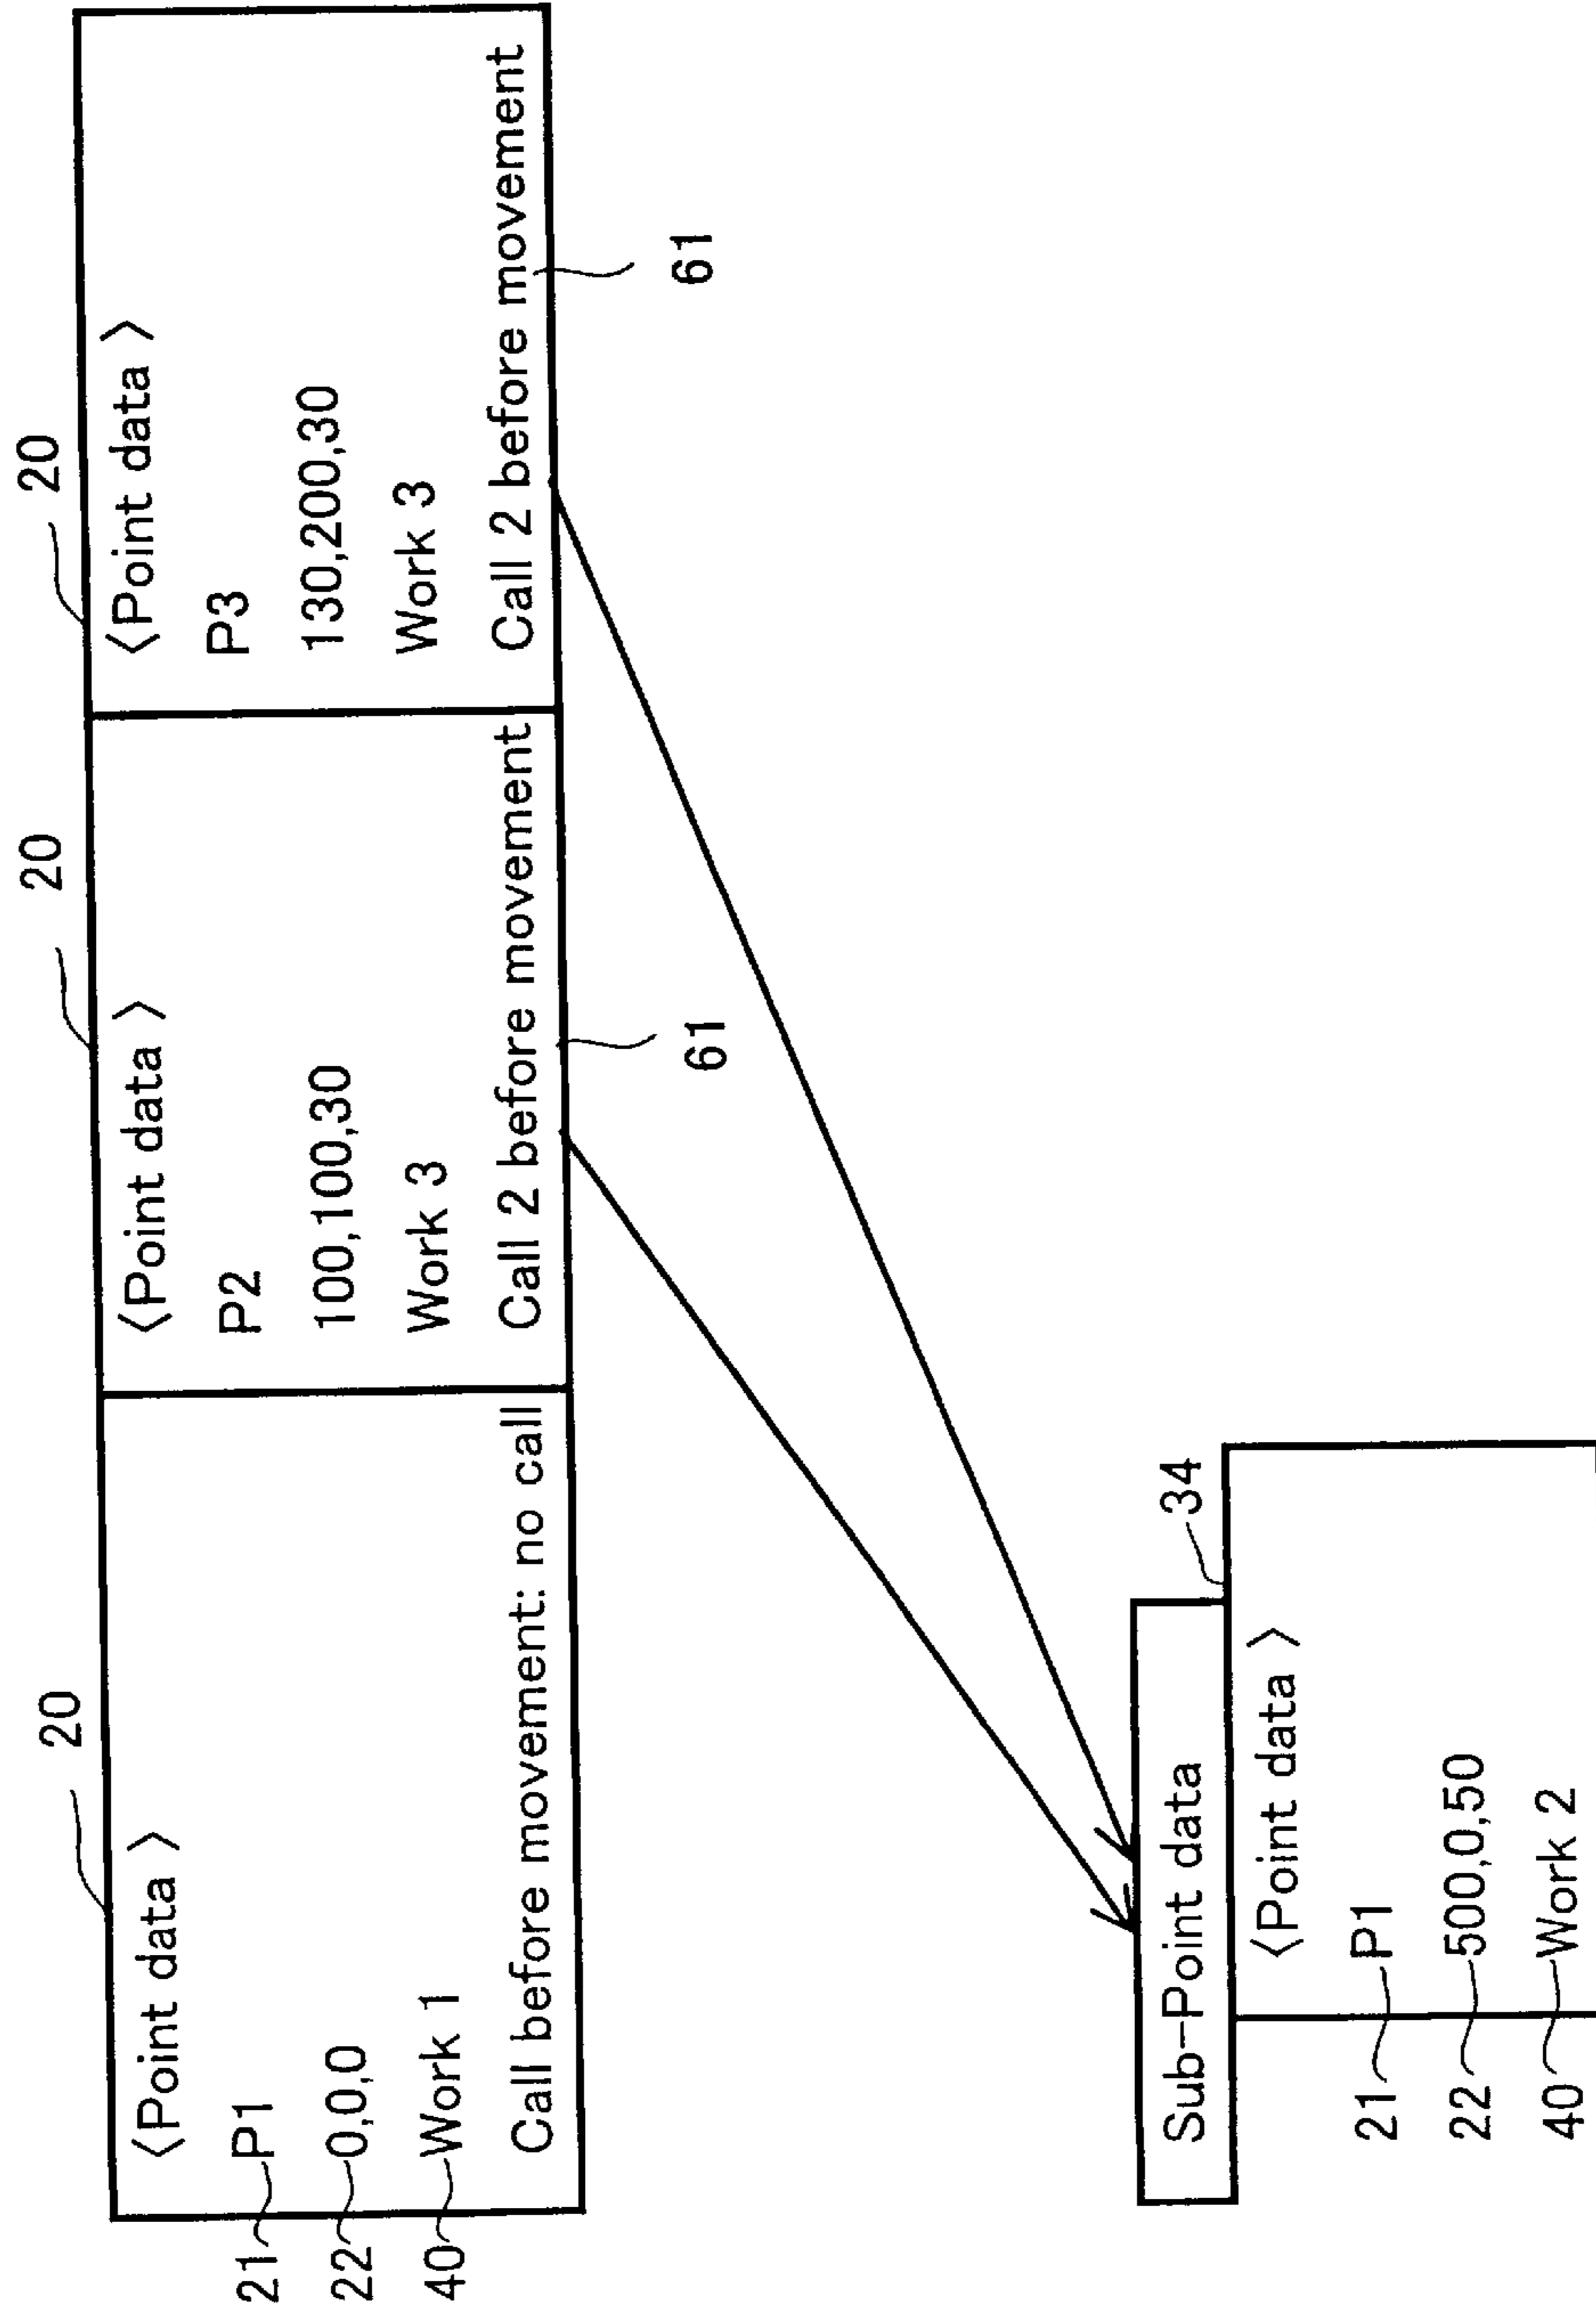 20
20
20
<Point data >
<Point data >
<Point data >
21
P1
P2
P3
22
0,0,0
100,100,30
130,200,30
40
Work 1
Work 3
Work 3
Call before movement: no call
Call 2 before movement
Call 2 before movement
61
61
Sub-Point data
34
<Point data >
21
P1
22
500,0,50
40
Work 2